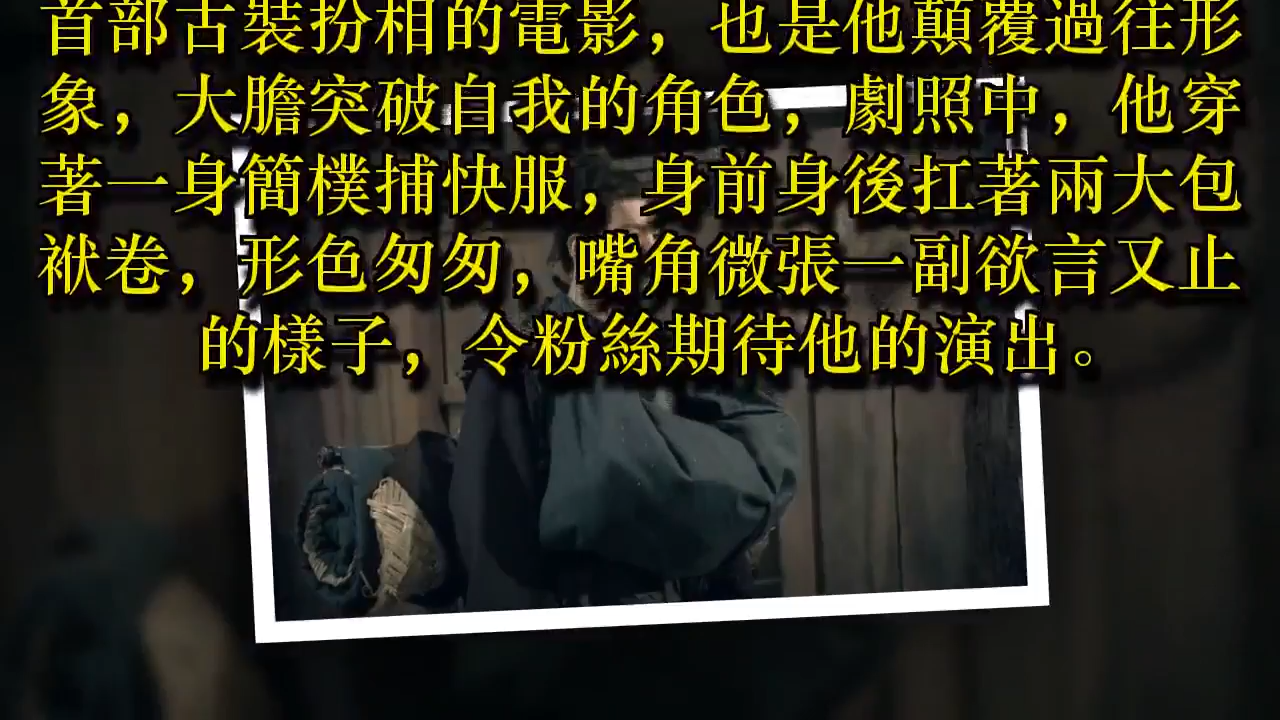 首部古裝扮相的電影，也是他顛覆過往形
象，大膽突破自我的角色，劇照中，他穿
著一身簡樸捕快服，身前身後扛著兩大包
袱卷，形色匆匆，嘴角微張一副欲言又止
的樣子，令粉絲期待他的演出。